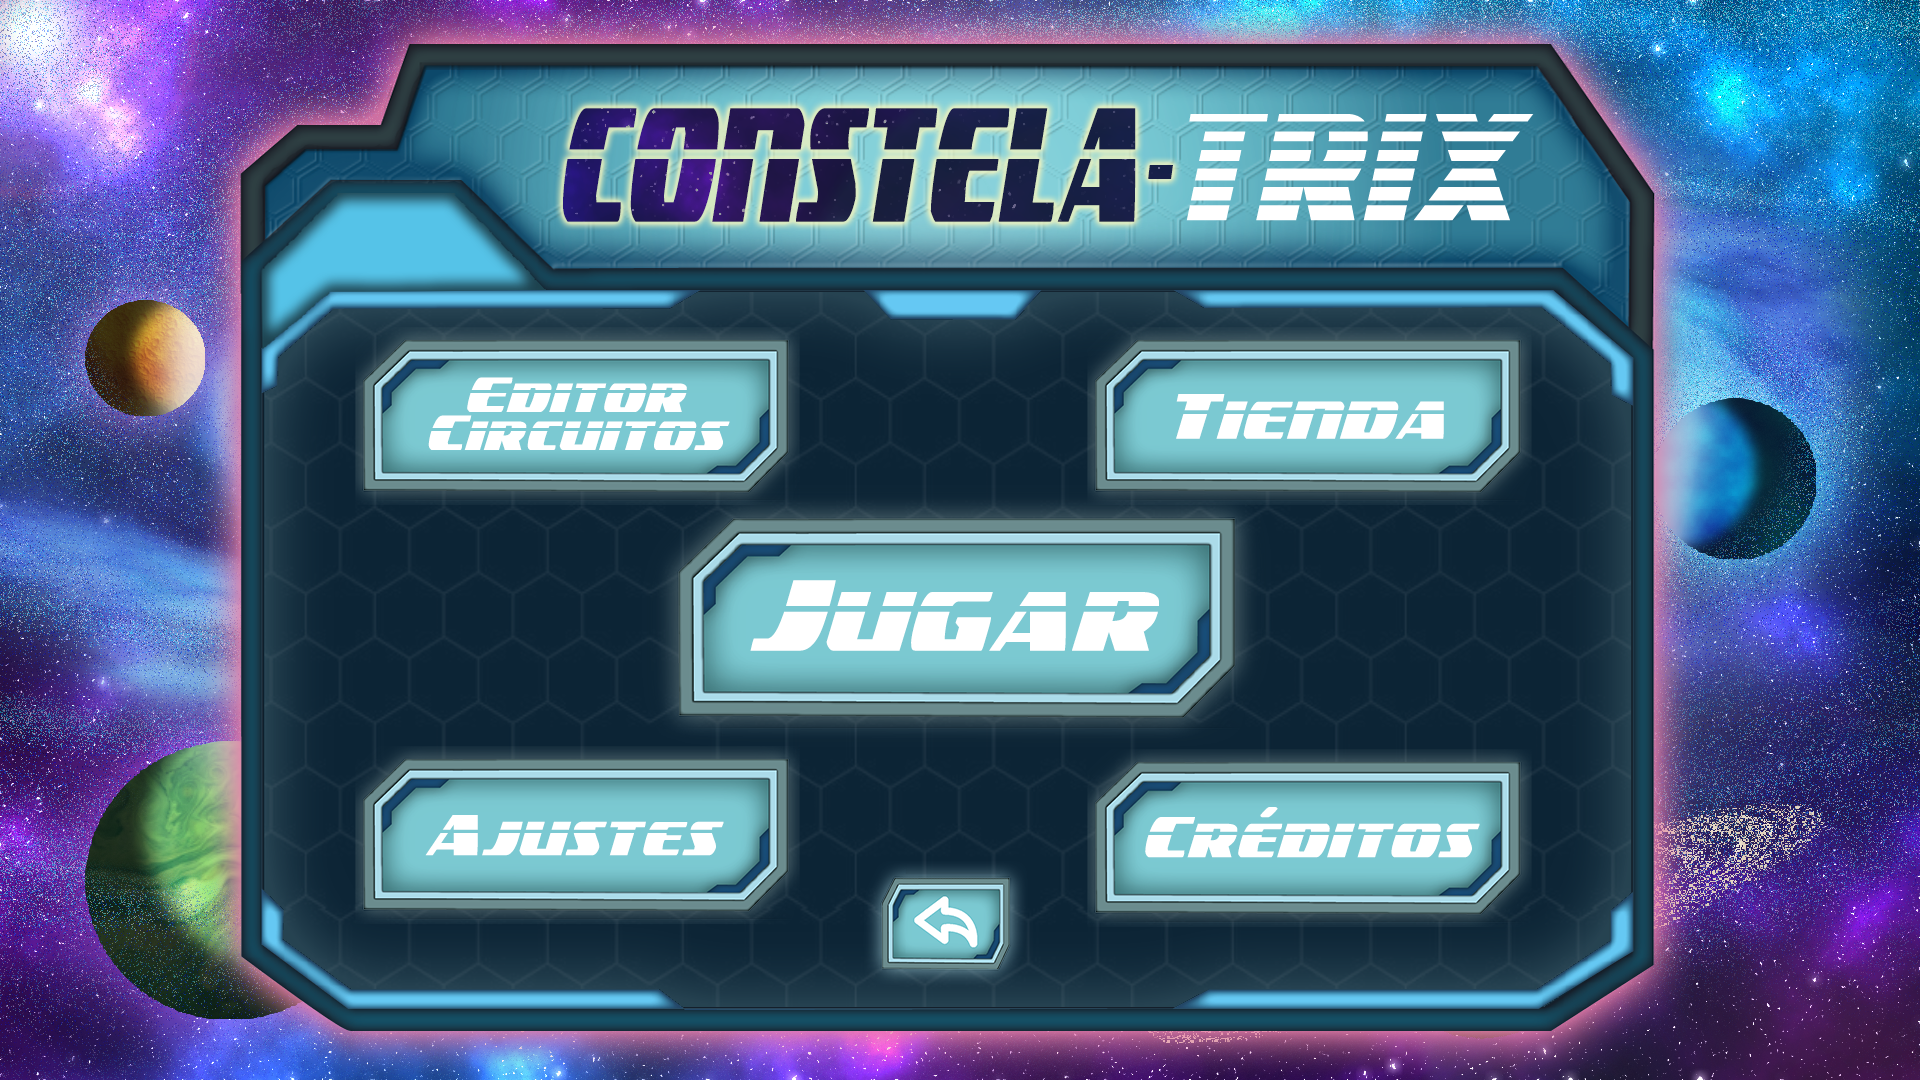 CONSTELA-TRIX
EDITOR
CIRCUITOS
TIENDA
JUGAR
AJUSTES
CRÉDITOS